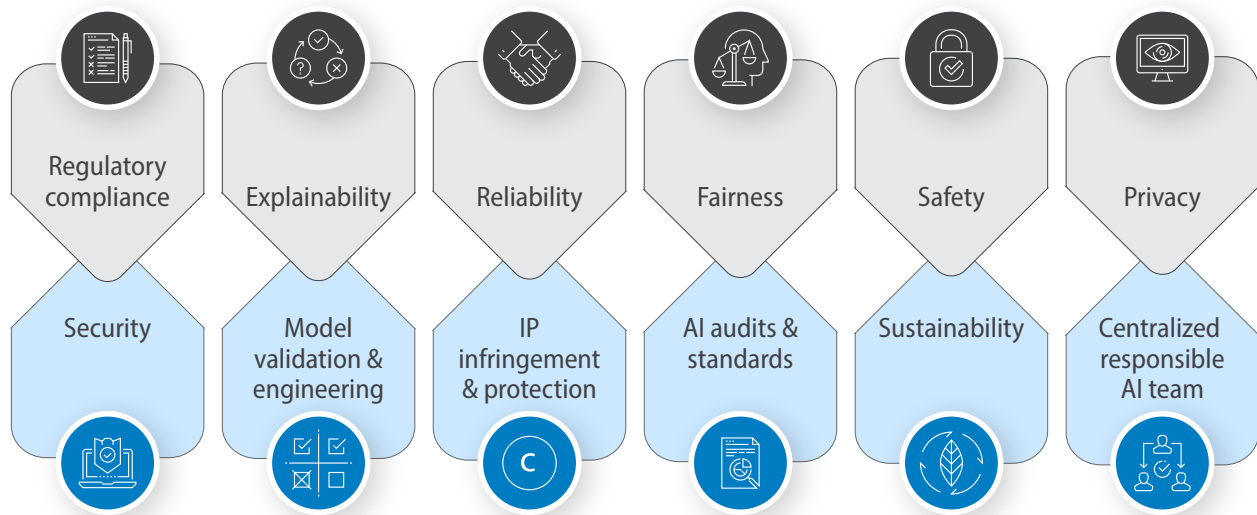 Regulatory
compliance
Explainability
Reliability
Fairness
Safety
Privacy
Security
Model
validation &
engineering
IP
infringement
& protection
AI audits &
standards
Sustainability
Centralized
responsible
AI team
?
C